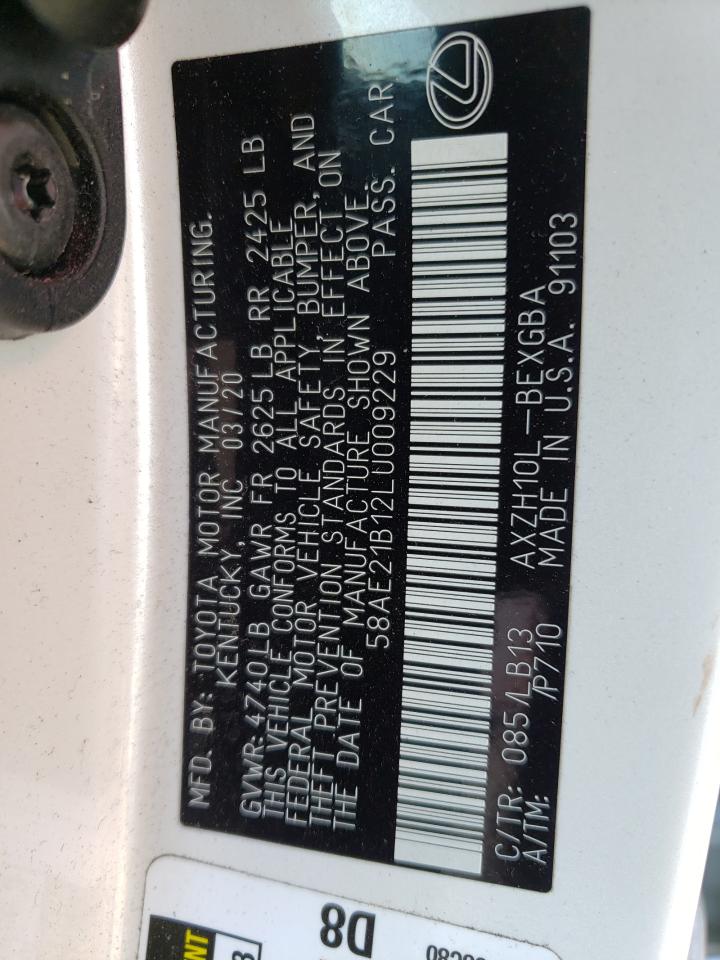 MFD. BY: TOYOTA MOTOR MANUFACTURING.
KENTUCKY, INC 03/20
GVWR: 4740LB GAWR FR 2625LB RR 2425 LB
THIS VEHICLE CONFORMS TO ALL APPLICABLE
FEDERAL MOTOR VEHICLE SAFETY, BUMPER, AND
THEFT PREVENTION STANDARDS IN EFFECT ON
THE DATE OF MANUFACTURE SHOWN ABOVE.
58AE21B12LU009229 PASS. CAR
C/TR: 085/LB13 AXZH10L-BEXGBA
A/TM: /P710 MADE IN U.S.A. 91103
D8